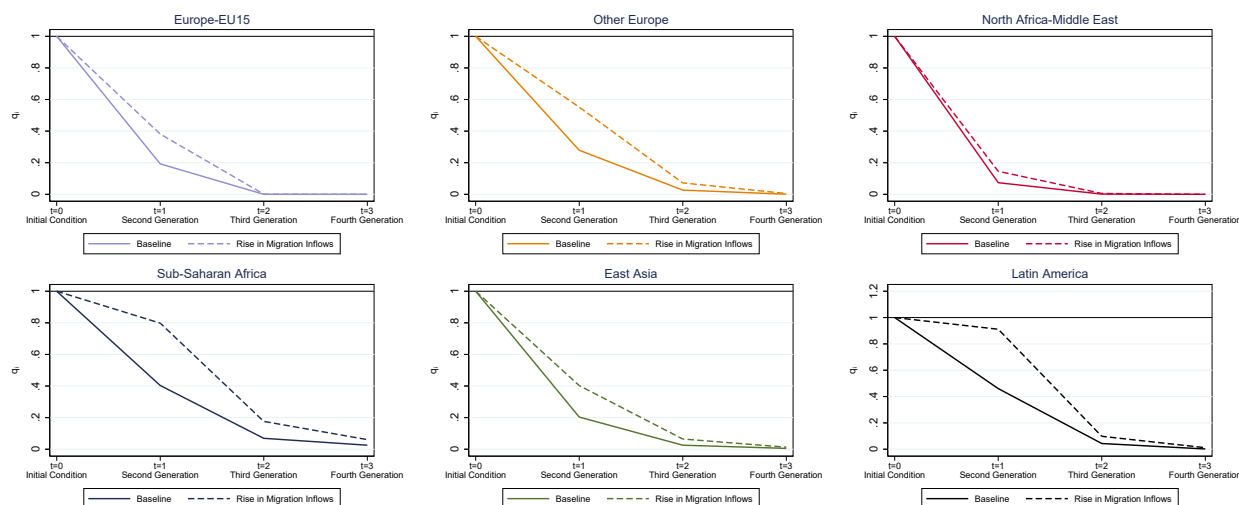 Europe-EU15
1
.8
.6
.4
.2
0
qi
t=0 t=1 t=2 t=3
Initial Condition Second Generation Third Generation Fourth Generation
Baseline Rise in Migration Inflows
Other Europe
1
.8
.6
.4
.2
0
qi
t=0 t=1 t=2 t=3
Initial Condition Second Generation Third Generation Fourth Generation
Baseline Rise in Migration Inflows
North Africa-Middle East
1
.8
.6
.4
.2
0
qi
t=0 t=1 t=2 t=3
Initial Condition Second Generation Third Generation Fourth Generation
Baseline Rise in Migration Inflows
Sub-Saharan Africa
1
.8
.6
.4
.2
0
qi
t=0 t=1 t=2 t=3
Initial Condition Second Generation Third Generation Fourth Generation
Baseline Rise in Migration Inflows
East Asia
1
.8
.6
.4
.2
0
qi
t=0 t=1 t=2 t=3
Initial Condition Second Generation Third Generation Fourth Generation
Baseline Rise in Migration Inflows
Latin America
1.2
1
.8
.6
.4
.2
0
qi
t=0 t=1 t=2 t=3
Initial Condition Second Generation Third Generation Fourth Generation
Baseline Rise in Migration Inflows